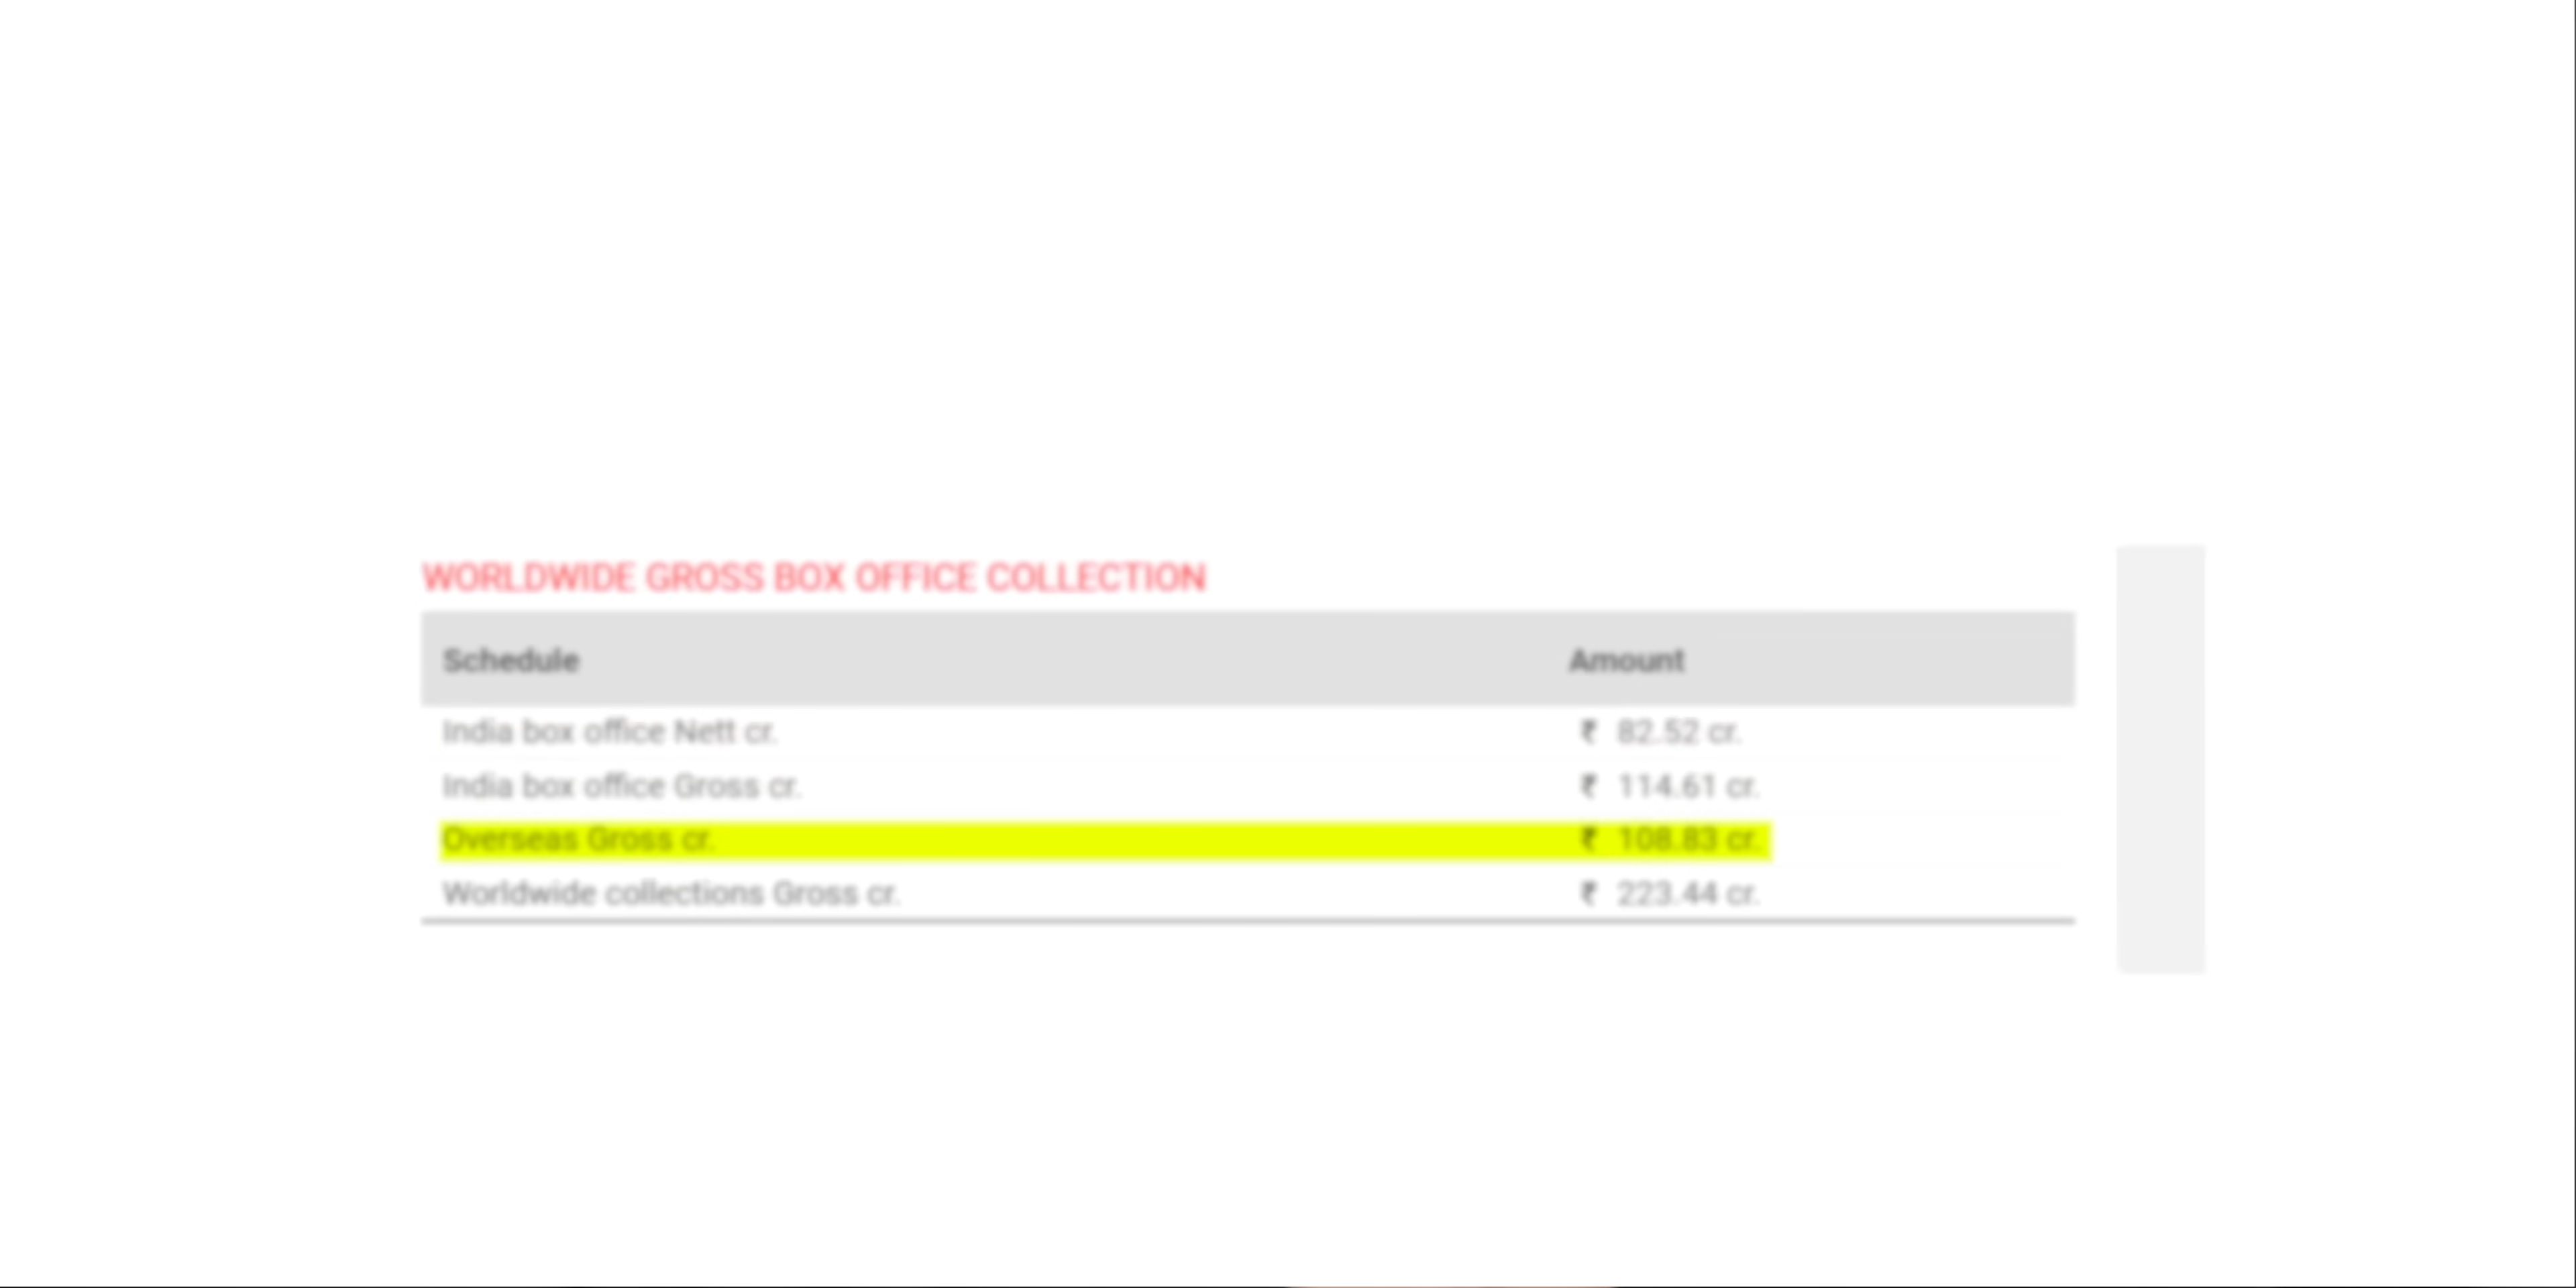 WORLDWIDE GROSS BOX OFFICE COLLECTION
Schedule Amount
India box office Nett cr. ₹ 82.52 cr.
India box office Gross cr. ₹ 114.61 cr.
Overseas Gross cr. ₹ 108.83 cr.
Worldwide collections Gross cr. ₹ 223.44 cr.